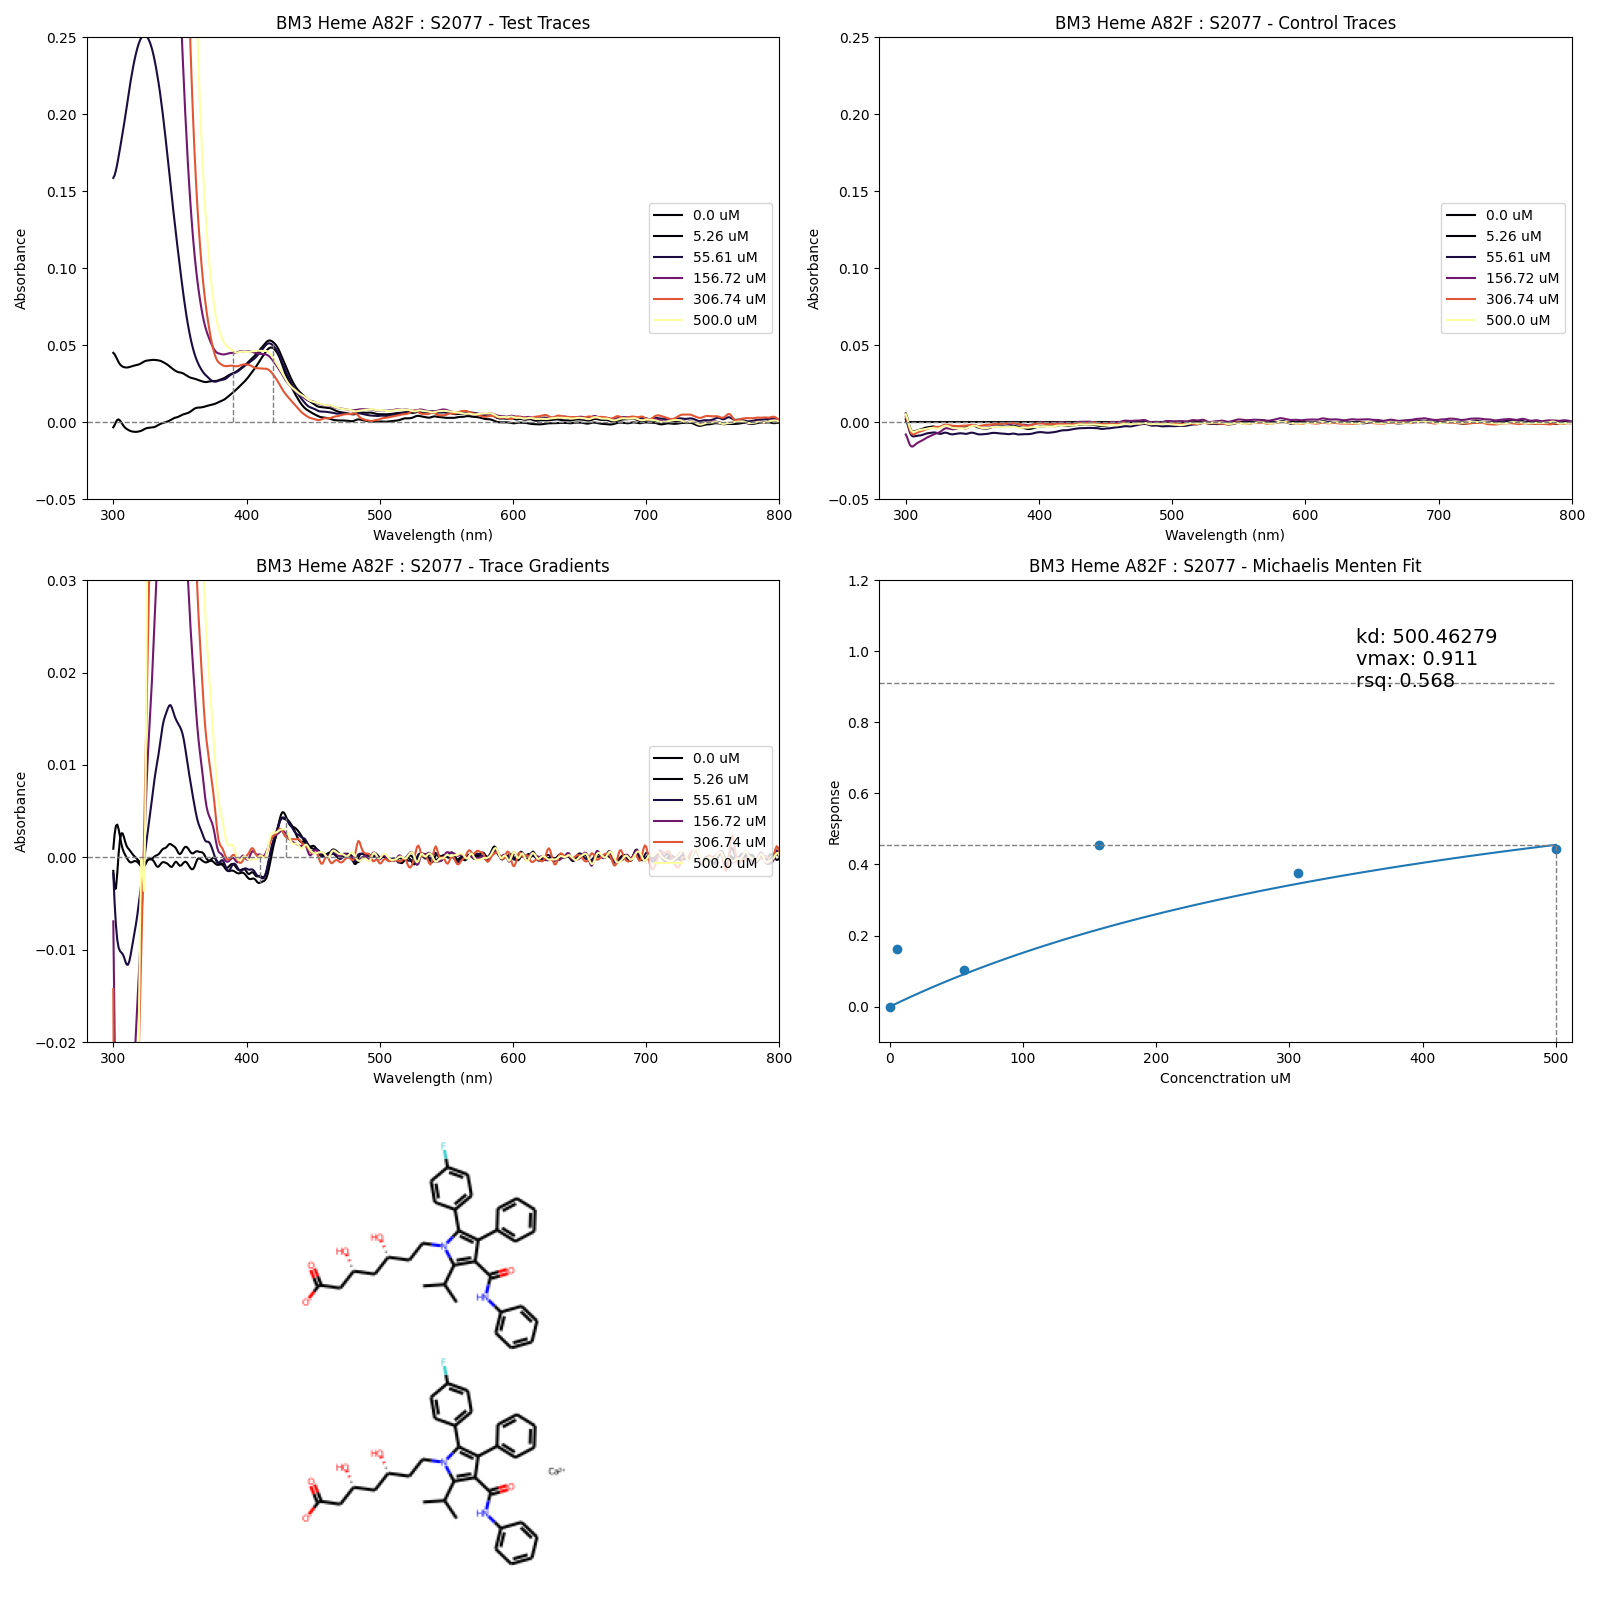 BM3 Heme A82F : S2077 - Test Traces
0.25
0.20
0.15
0.10
0.05
0.00
−0.05
Absorbance
0.0 uM
5.26 uM
55.61 uM
156.72 uM
306.74 uM
500.0 uM
300 400 500 600 700 800
Wavelength (nm)
BM3 Heme A82F : S2077 - Control Traces
0.25
0.20
0.15
0.10
0.05
0.00
−0.05
Absorbance
0.0 uM
5.26 uM
55.61 uM
156.72 uM
306.74 uM
500.0 uM
300 400 500 600 700 800
Wavelength (nm)
BM3 Heme A82F : S2077 - Trace Gradients
0.03
0.02
0.01
0.00
−0.01
−0.02
Absorbance
0.0 uM
5.26 uM
55.61 uM
156.72 uM
306.74 uM
500.0 uM
300 400 500 600 700 800
Wavelength (nm)
BM3 Heme A82F : S2077 - Michaelis Menten Fit
1.2
1.0
0.8
0.6
0.4
0.2
0.0
Response
kd: 500.46279
vmax: 0.911
rsq: 0.568
0 100 200 300 400 500
Concenctration uM
F
HO
HO
N
O
O
O
HN
F
HO
HO
N
O
O
O
HN
Ca²⁺